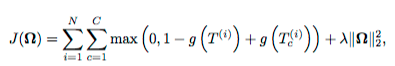 J(Ω) = ∑_{i=1}^{N} ∑_{c=1}^{C} max(0, 1 − g(T^{(i)}) + g(T_c^{(i)})) + λ‖Ω‖_2^2,